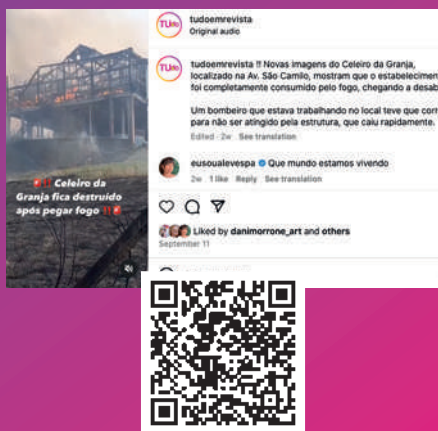 TUdo
tudoemrevista
Original audio
TUdo
tudoemrevista !! Novas imagens do Celeiro da Granja,
localizado na Av. São Camilo, mostram que o
foi completamente consumido pelo fogo, chegando a
Um bombeiro que estava trabalhando no local teve que
para não ser atingido pela estrutura, que caiu rapidamente.
Edited · 2w See translation
eusoualevespa Que mundo estamos vivendo
2w 1 like Reply See translation
Celeiro da
Granja fica destruído
após pegar fogo !!
Liked by danimorrone_art and others
September 11